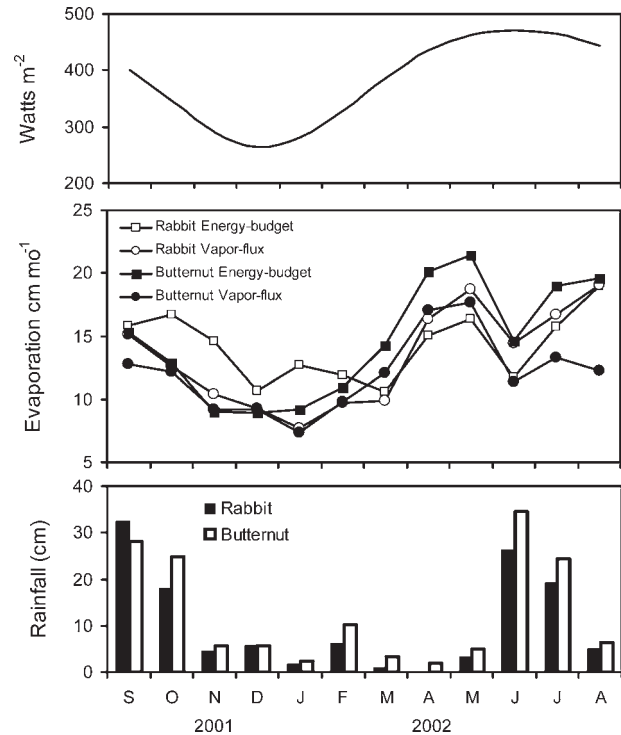 500
400
300
200
Watts m-2
25
20
15
10
5
Evaporation cm mo-1
Rabbit Energy-budget
Rabbit Vapor-flux
Butternut Energy-budget
Butternut Vapor-flux
40
30
20
10
0
Rainfall (cm)
Rabbit
Butternut
S O N D J F M A M J J A
2001 2002